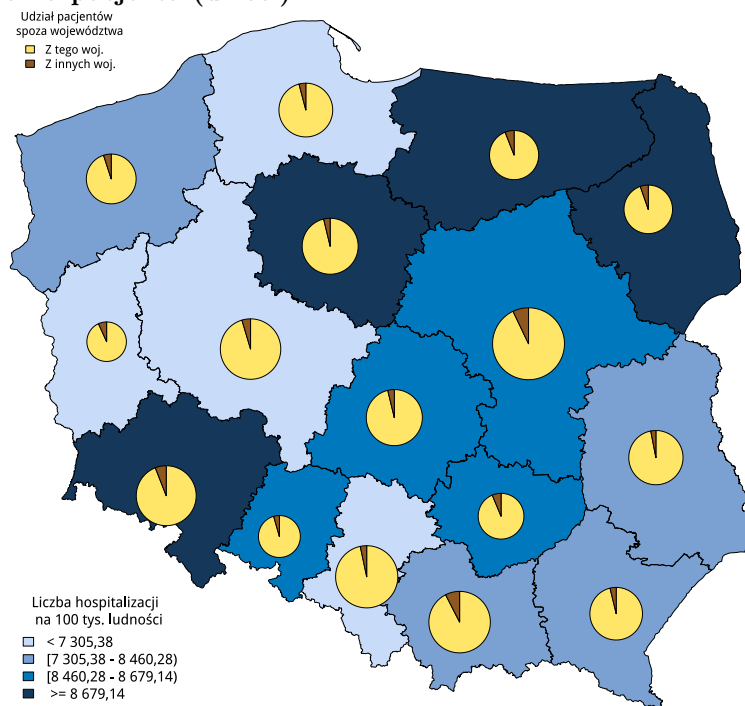 Udział pacjentów
spoza województwa
Z tego woj.
Z innych woj.
Liczba hospitalizacji
na 100 tys. ludności
< 7 305,38
[7 305,38 - 8 460,28)
[8 460,28 - 8 679,14)
>= 8 679,14